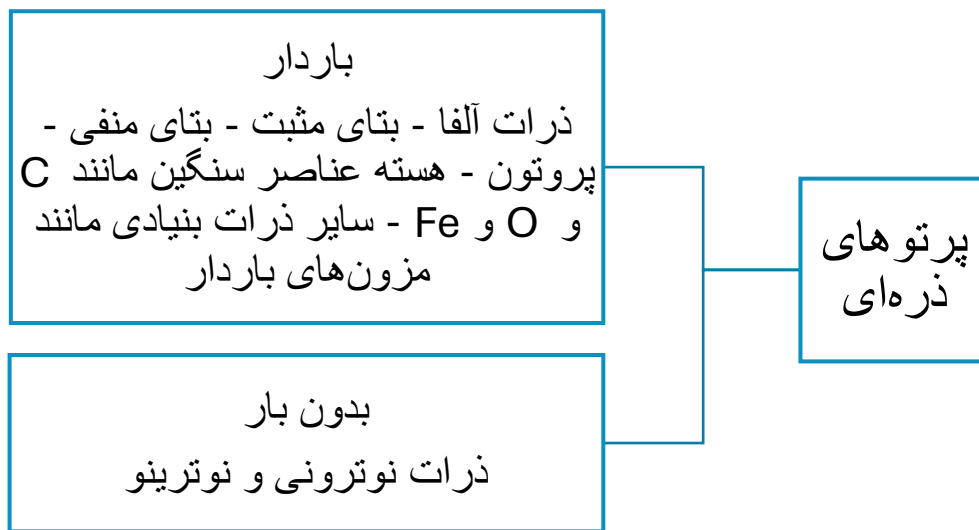 پرتوهای
ذره‌ای
باردار
ذرات آلفا - بتای مثبت - بتای منفی -
پروتون - هسته عناصر سنگین مانند C
و O و Fe - سایر ذرات بنیادی مانند
مزون‌های باردار
بدون بار
ذرات نوترونی و نوترینو